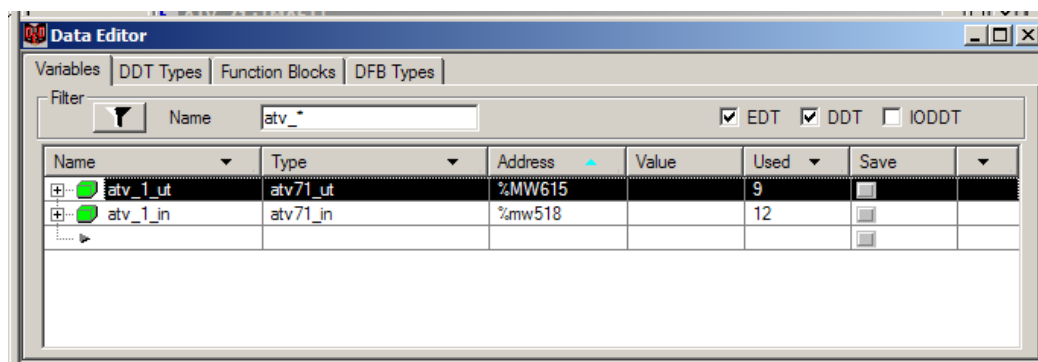 Data Editor
Variables DDT Types Function Blocks DFB Types
Filter
Name atv_* EDT DDT IODDT
Name Type Address Value Used Save
atv_1_ut atv71_ut %MW615 9
atv_1_in atv71_in %mw518 12